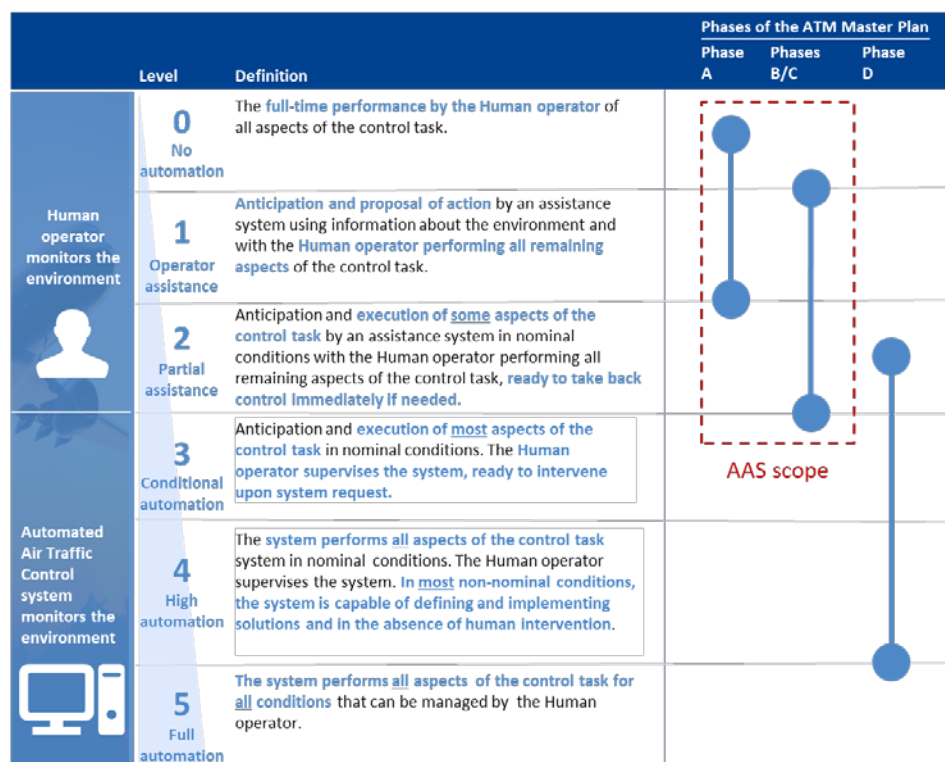 Phases of the ATM Master Plan
Level
Definition
Phase
A
Phases
B/C
Phase
D
Human
operator
monitors the
environment
0
No
automation
The full-time performance by the Human operator of
all aspects of the control task.
1
Operator
assistance
Anticipation and proposal of action by an assistance
system using information about the environment and
with the Human operator performing all remaining
aspects of the control task.
2
Partial
assistance
Anticipation and execution of some aspects of the
control task by an assistance system in nominal
conditions with the Human operator performing all
remaining aspects of the control task, ready to take back
control immediately if needed.
AAS scope
Automated
Air Traffic
Control
system
monitors the
environment
3
Conditional
automation
Anticipation and execution of most aspects of the
control task in nominal conditions. The Human
operator supervises the system, ready to intervene
upon system request.
4
High
automation
The system performs all aspects of the control task
system in nominal conditions. The Human operator
supervises the system. In most non-nominal conditions,
the system is capable of defining and implementing
solutions and in the absence of human intervention.
5
Full
automation
The system performs all aspects of the control task for
all conditions that can be managed by the Human
operator.